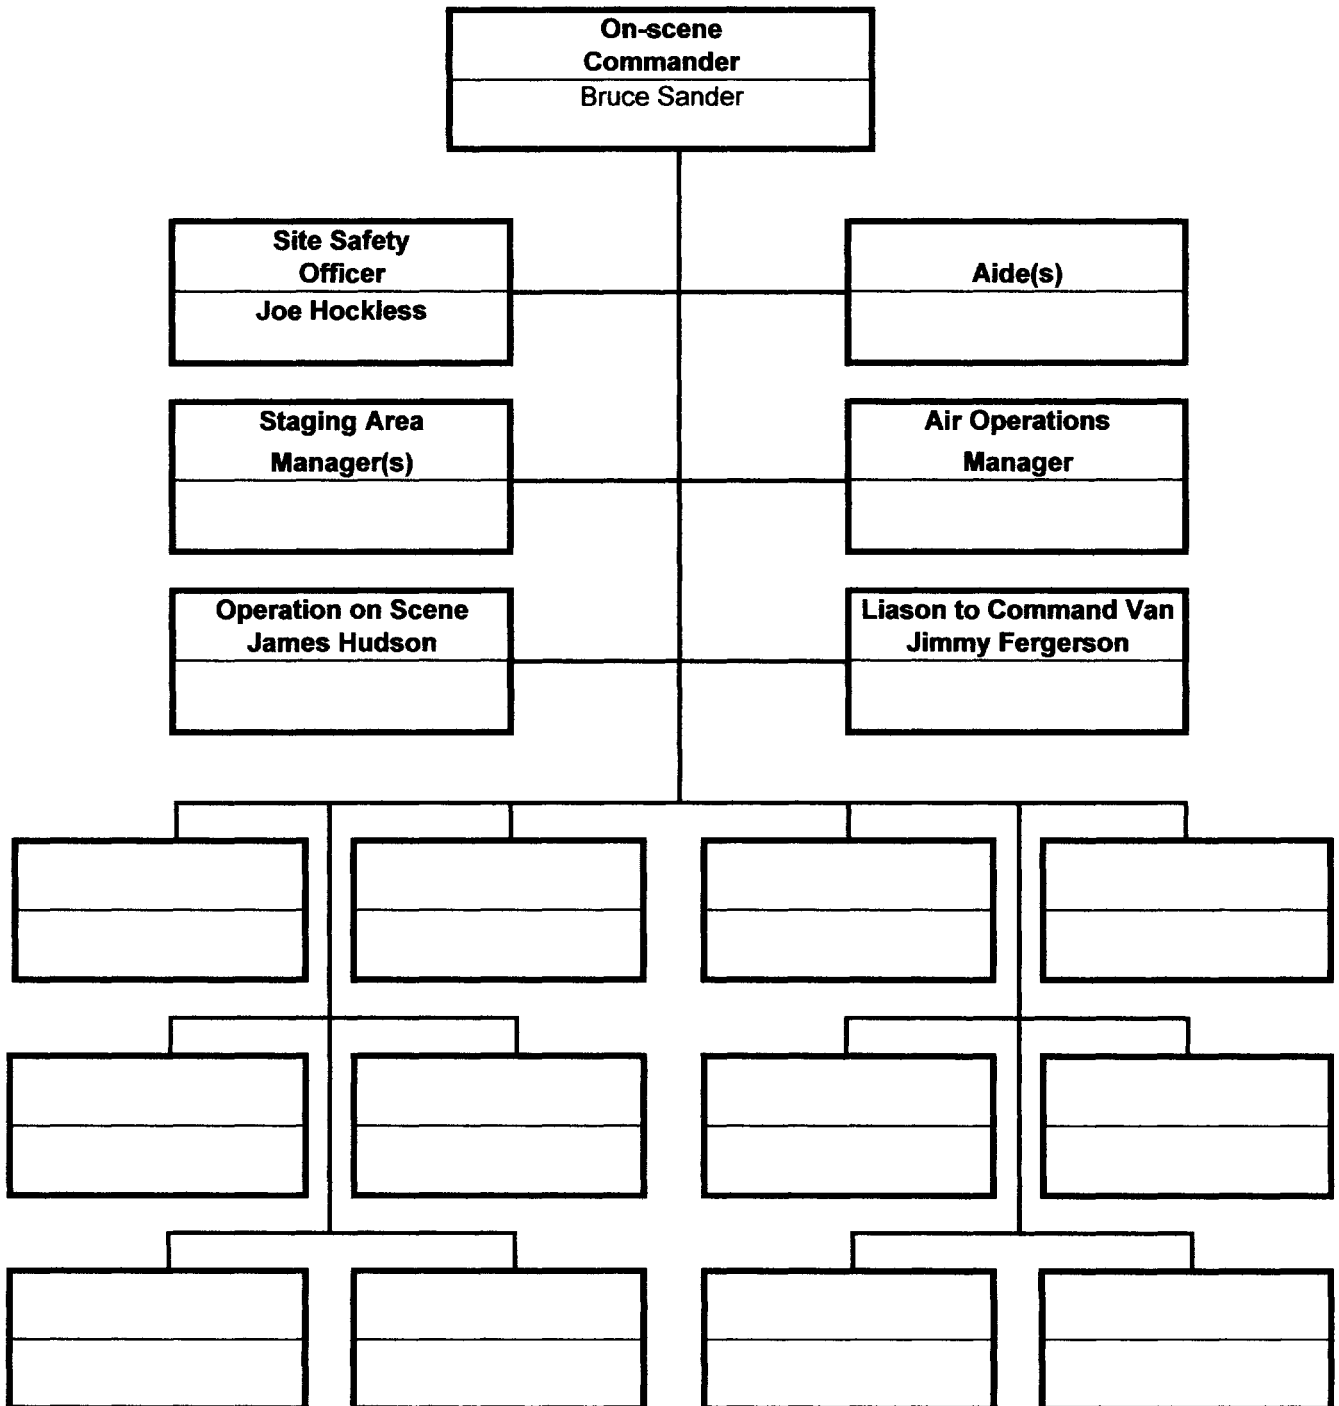 On-scene
Commander
Bruce Sander
Site Safety
Officer
Joe Hockless
Aide(s)
Staging Area
Manager(s)
Air Operations
Manager
Operation on Scene
James Hudson
Liason to Command Van
Jimmy Fergerson